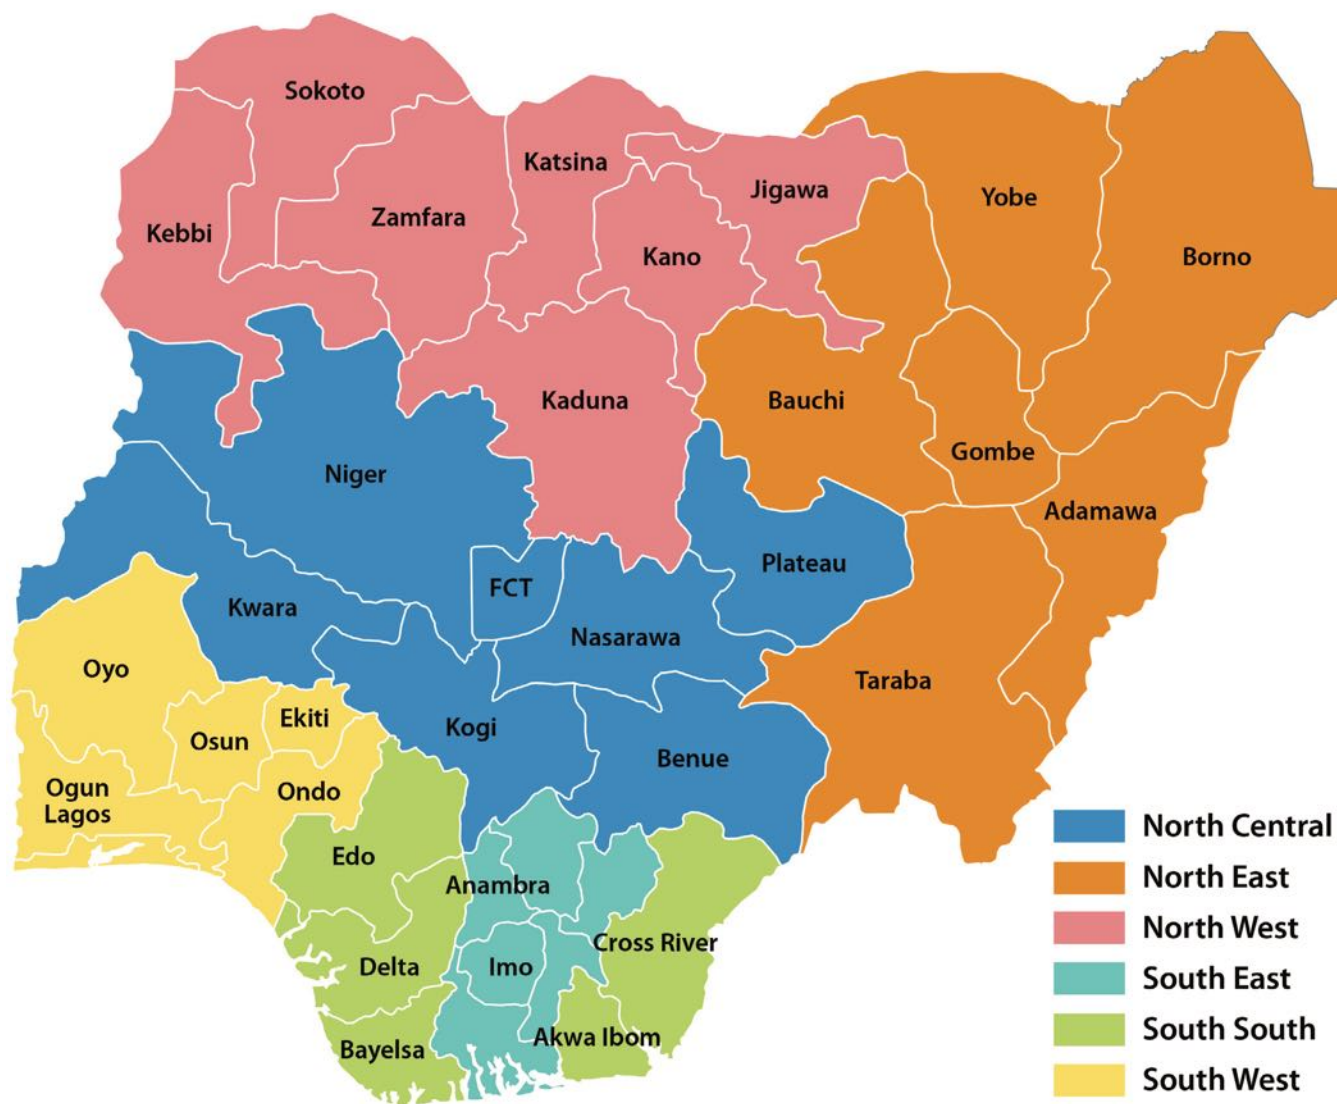 Sokoto
Katsina
Jigawa
Yobe
Kebbi
Zamfara
Kano
Borno
Kaduna
Bauchi
Gombe
Niger
Adamawa
Plateau
FCT
Kwara
Nasarawa
Oyo
Taraba
Ekiti
Osun
Kogi
Benue
Ogun
Lagos
Ondo
Edo
Anambra
Cross River
Delta
Imo
Akwa Ibom
Bayelsa
North Central
North East
North West
South East
South South
South West